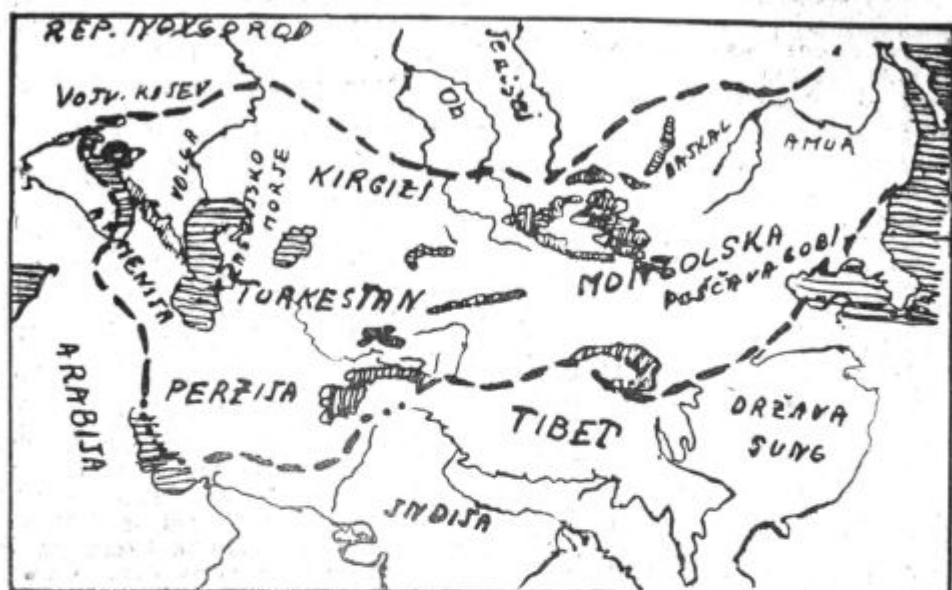 REP. NOVGOROD
VOJV. KIJEV
VOLGA
KASPIJSKO
MORJE
KIRGIZI
Ob
Jenisej
BAJKAL
AMUR
ARMENIJA
TURKESTAN
MONGOLSKA
PUŠČAVA GOBI
ARABIJA
PERZIJA
TIBET
DRŽAVA
SUNG
INDIJA